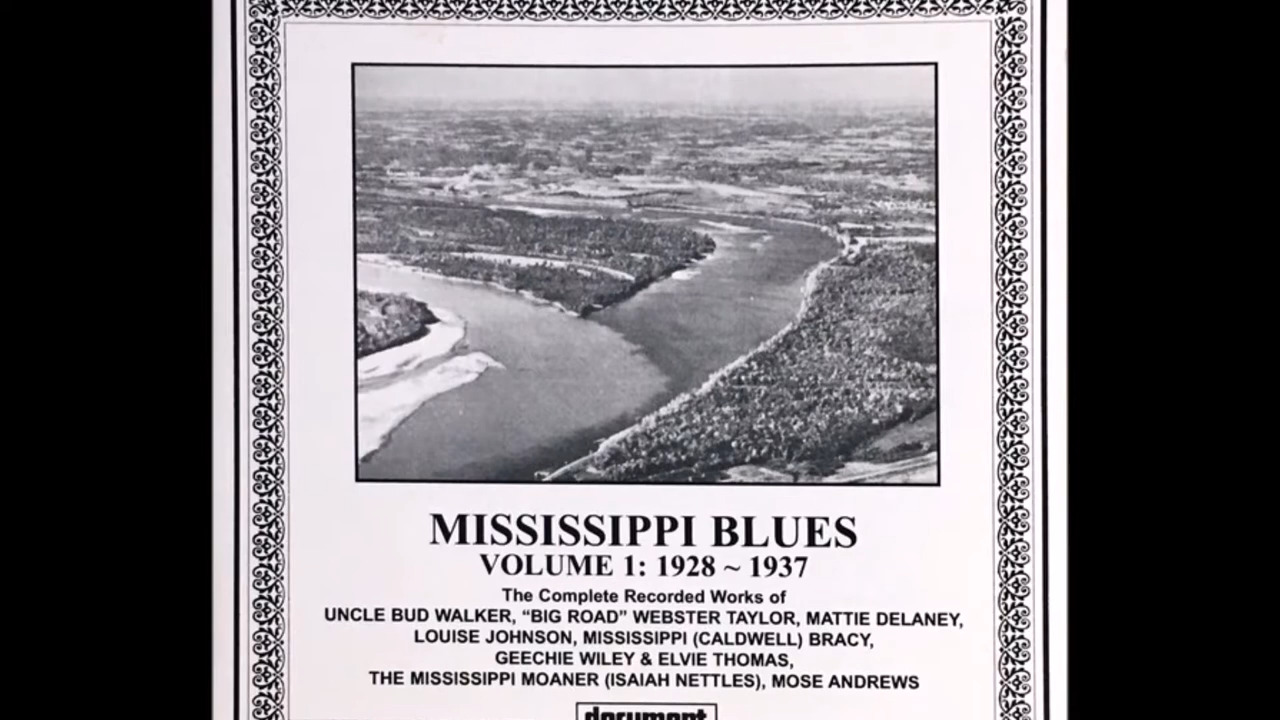 MISSISSIPPI BLUES
VOLUME 1: 1928 ~ 1937
The Complete Recorded Works of
UNCLE BUD WALKER, “BIG ROAD” WEBSTER TAYLOR, MATTIE DELANEY,
LOUISE JOHNSON, MISSISSIPPI (CALDWELL) BRACY,
GEECHIE WILEY & ELVIE THOMAS,
THE MISSISSIPPI MOANER (ISAIAH NETTLES), MOSE ANDREWS
document